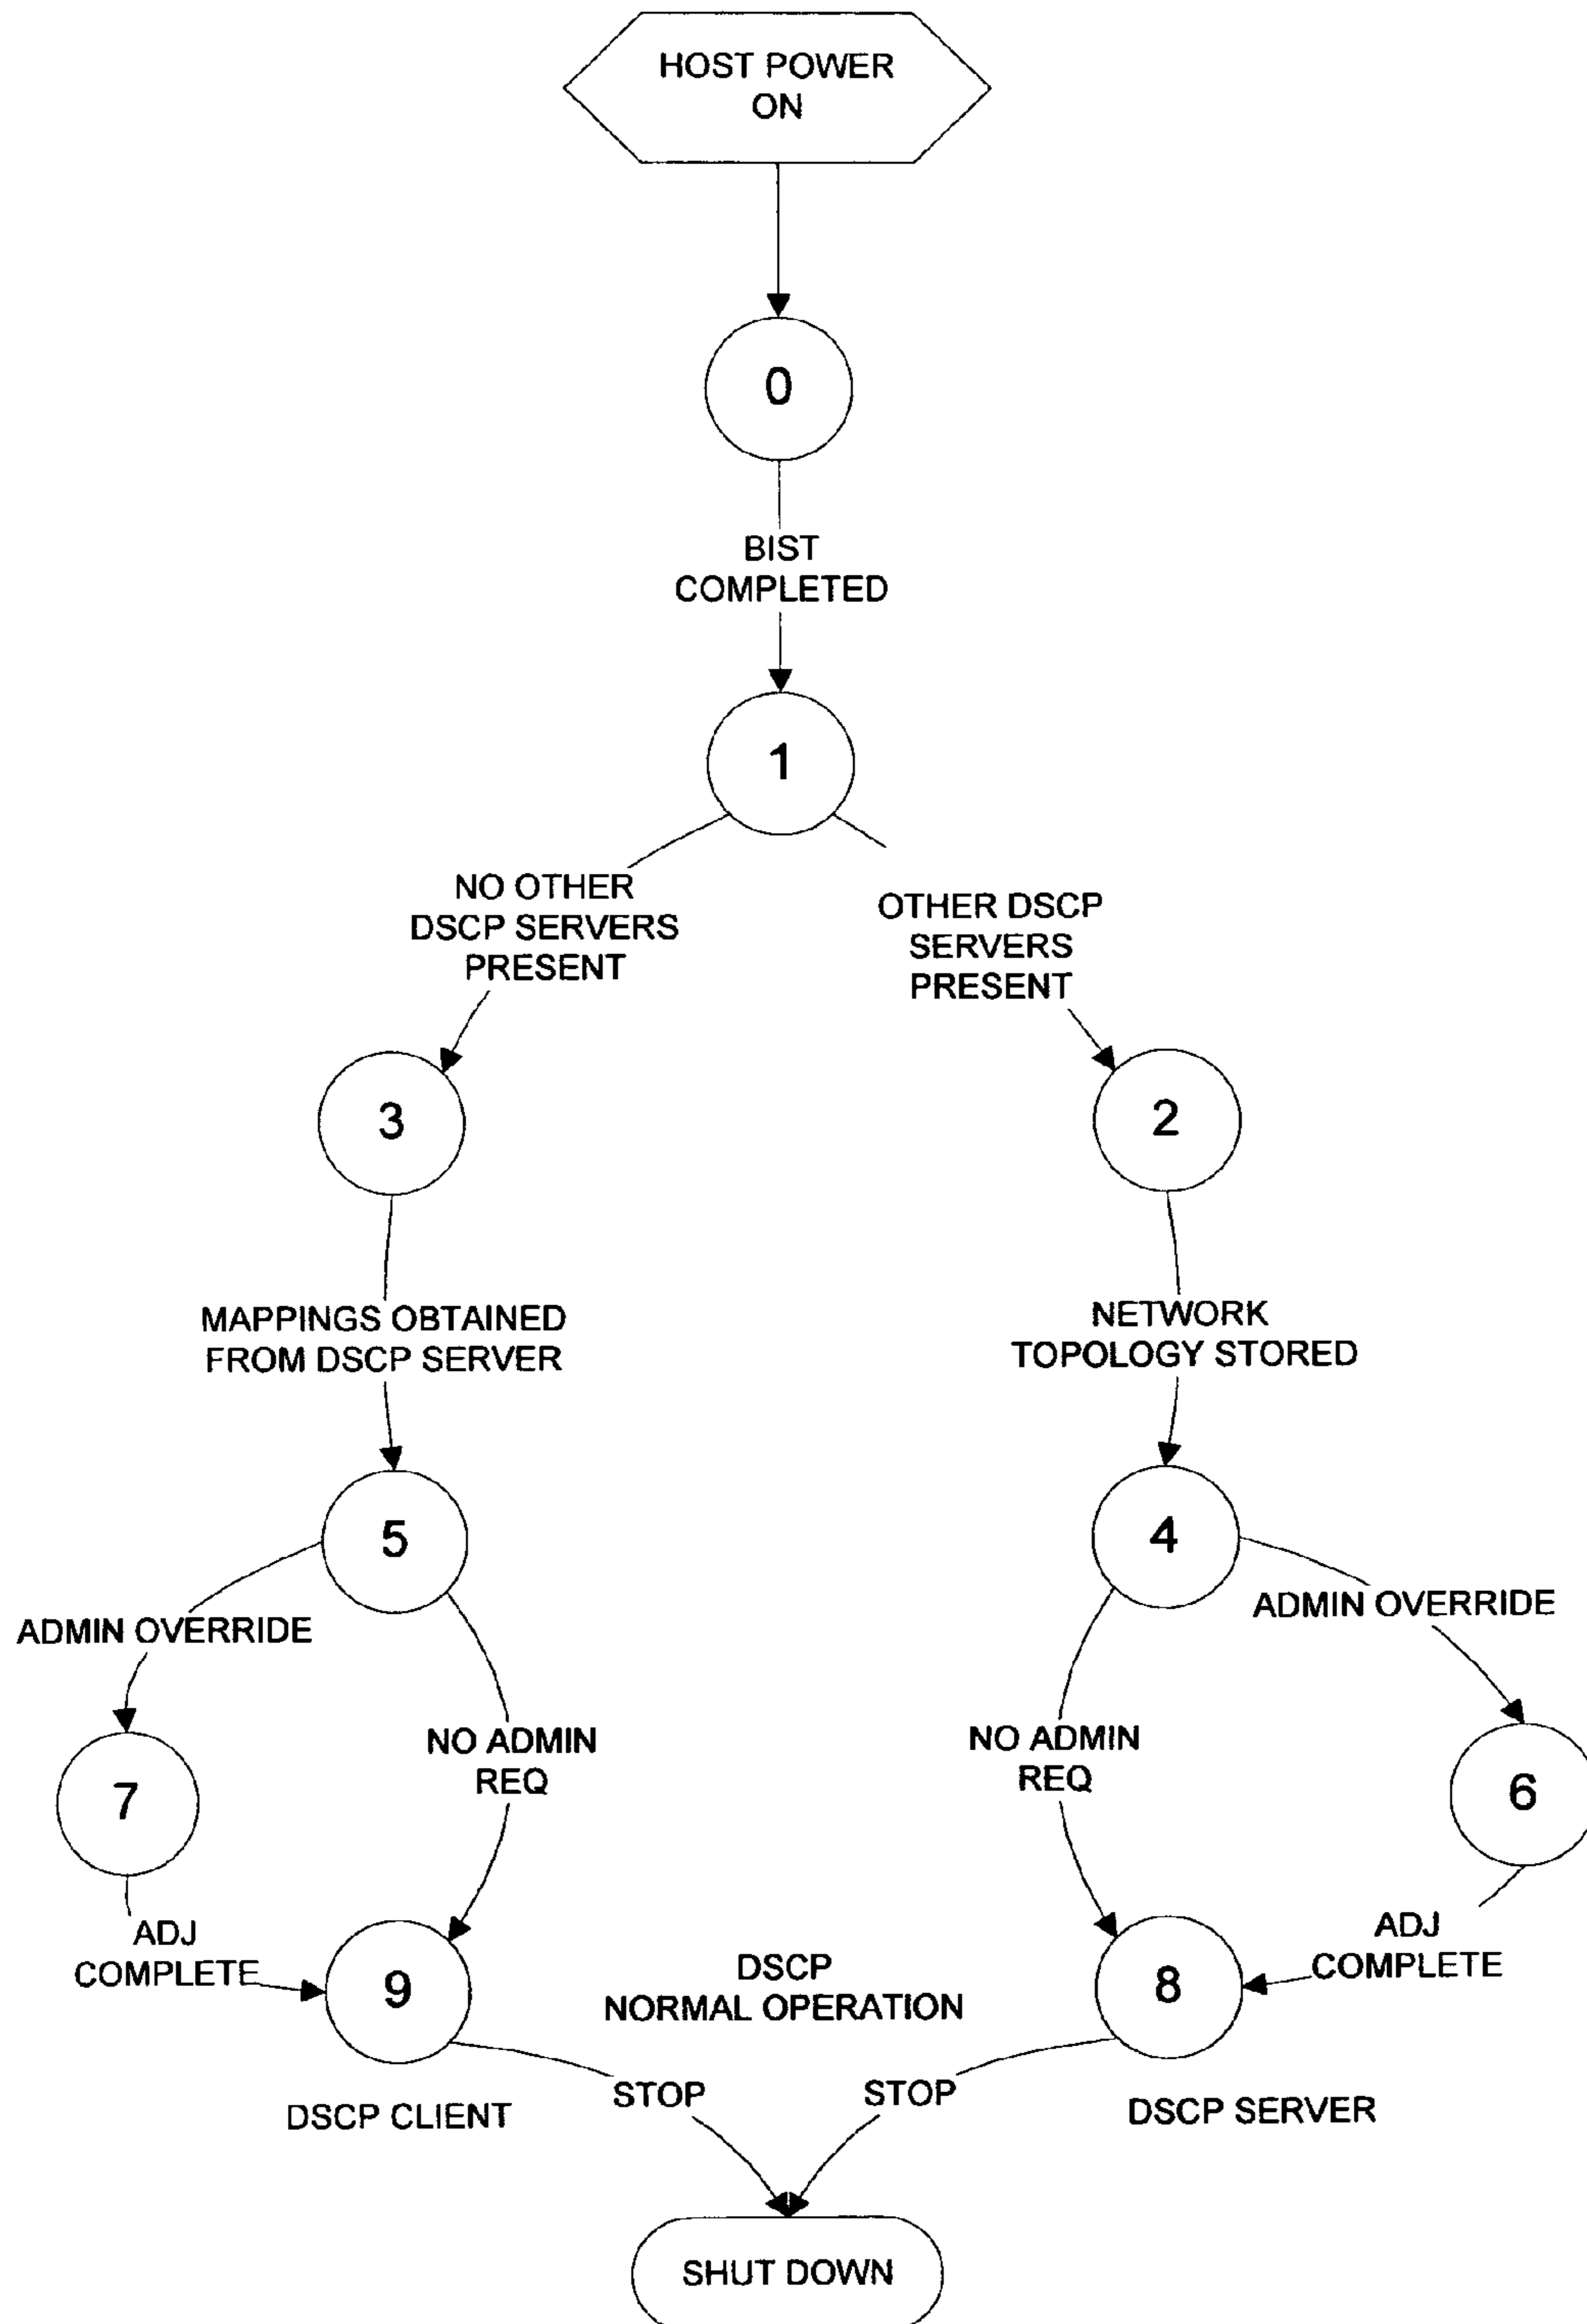 HOST POWER
ON
0
BIST
COMPLETED
1
NO OTHER
DSCP SERVERS
PRESENT
OTHER DSCP
SERVERS
PRESENT
3
2
MAPPINGS OBTAINED
FROM DSCP SERVER
NETWORK
TOPOLOGY STORED
5
4
ADMIN OVERRIDE
ADMIN OVERRIDE
NO ADMIN
REQ
NO ADMIN
REQ
7
6
ADJ
COMPLETE
ADJ
COMPLETE
9
DSCP
NORMAL OPERATION
8
STOP
STOP
DSCP CLIENT
DSCP SERVER
SHUT DOWN